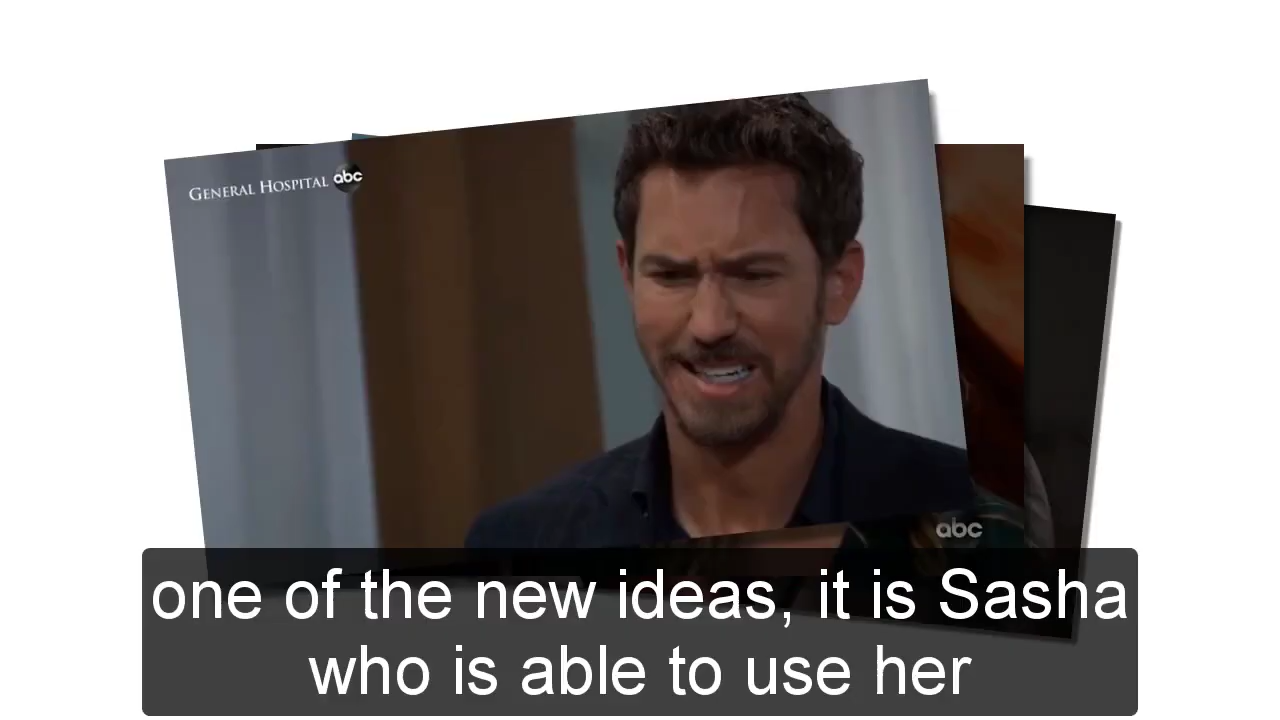 GENERAL HOSPITAL abc
abc
one of the new ideas, it is Sasha
who is able to use her